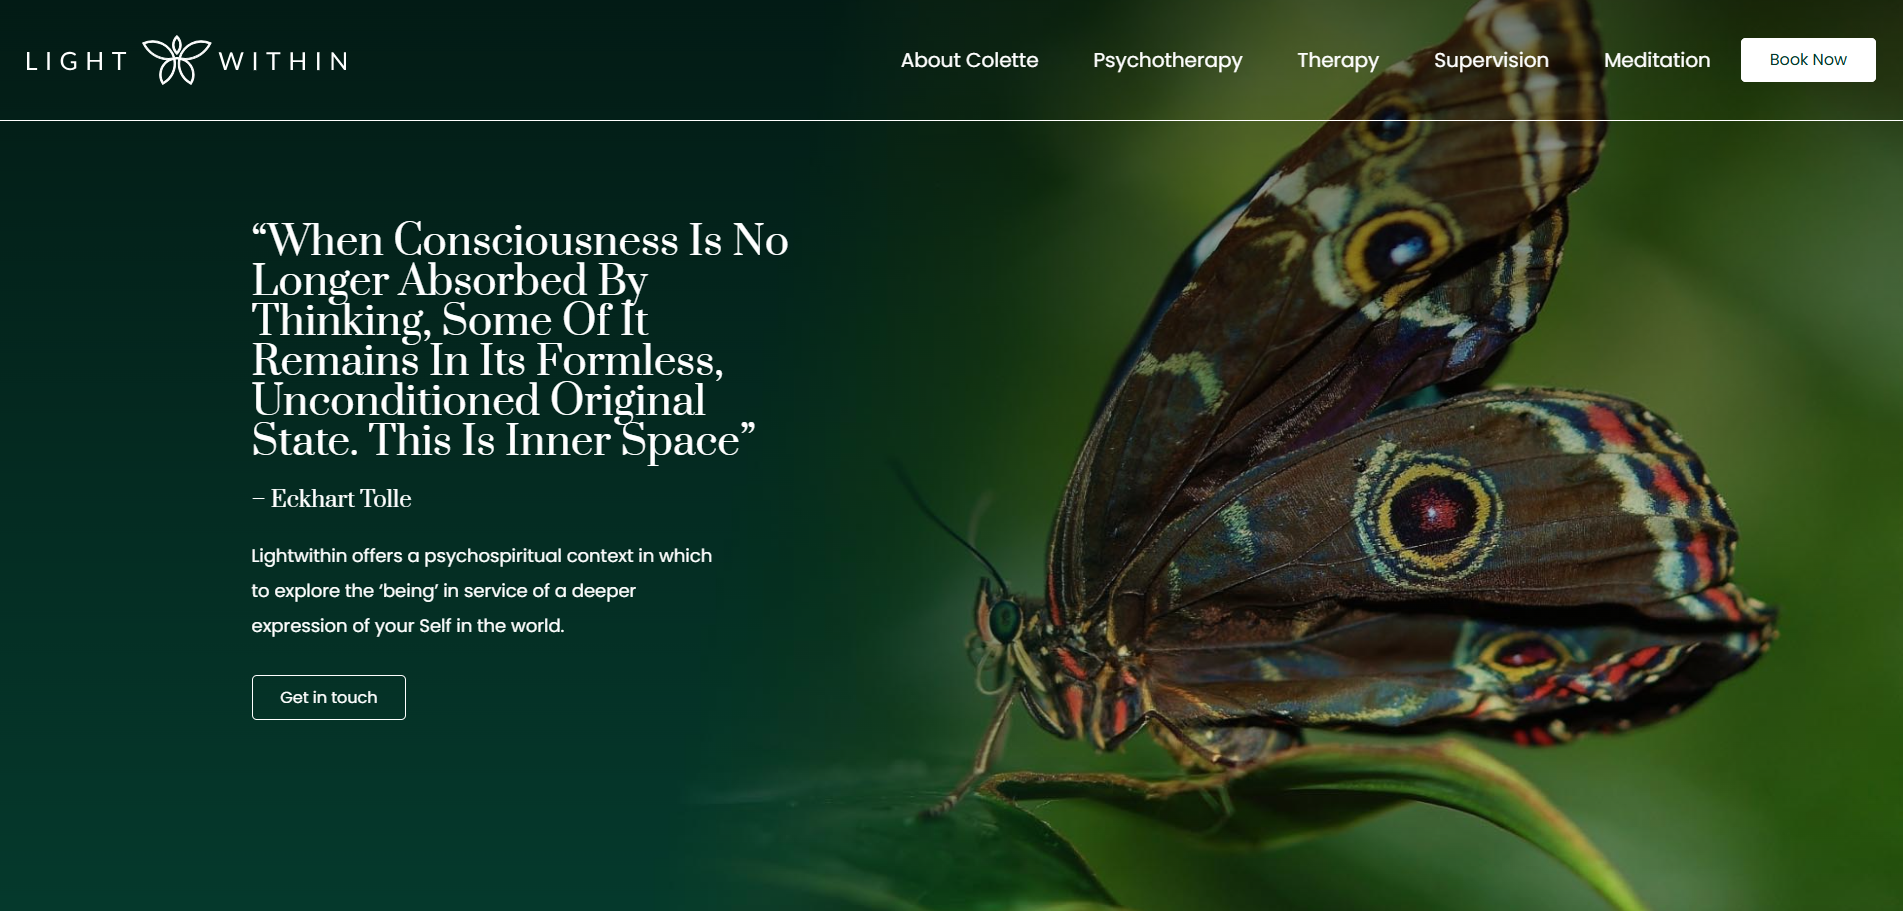 LIGHT WITHIN
About Colette
Psychotherapy
Therapy
Supervision
Meditation
Book Now
“When Consciousness Is No
Longer Absorbed By
Thinking, Some Of It
Remains In Its Formless,
Unconditioned Original
State. This Is Inner Space”
– Eckhart Tolle
Lightwithin offers a psychospiritual context in which
to explore the ‘being’ in service of a deeper
expression of your Self in the world.
Get in touch